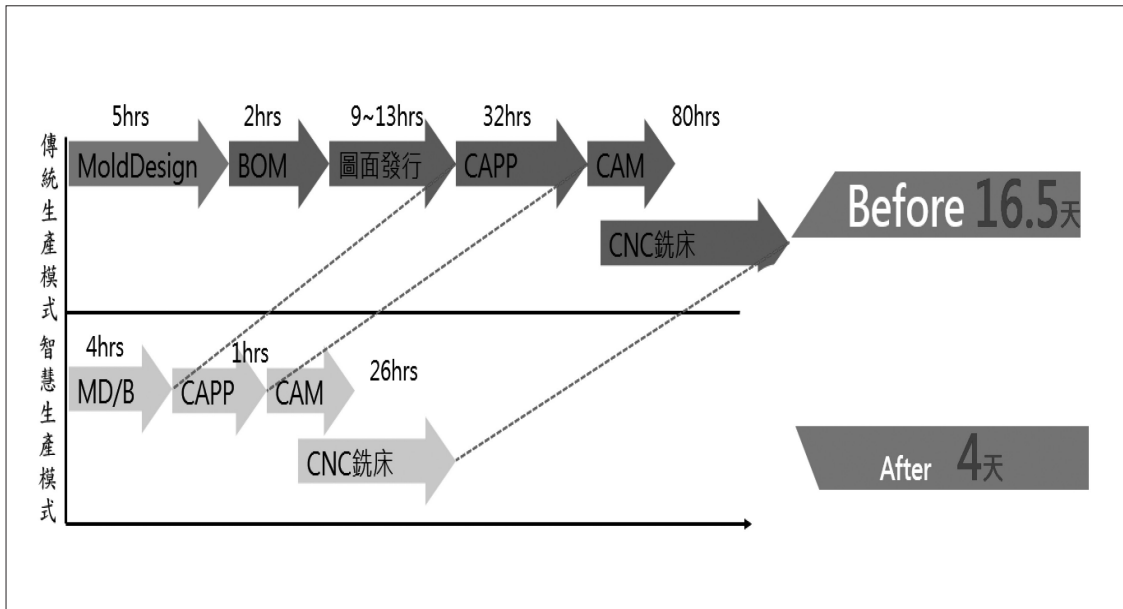 傳統生產模式
5hrs
2hrs
9~13hrs
32hrs
80hrs
MoldDesign
BOM
圖面發行
CAPP
CAM
CNC銑床
Before 16.5天
智慧生產模式
4hrs
1hrs
26hrs
MD/B
CAPP
CAM
CNC銑床
After 4天